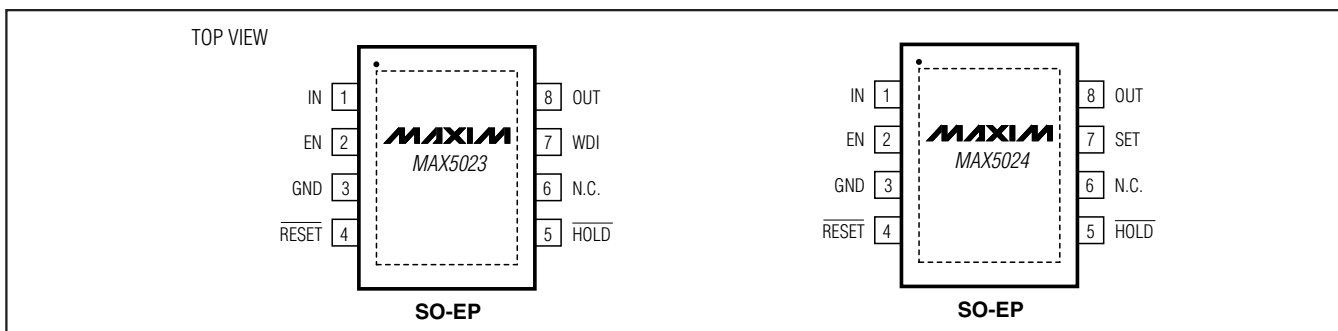 TOP VIEW
IN 1
EN 2
GND 3
RESET 4
MAXIM
MAX5023
8 OUT
7 WDI
6 N.C.
5 HOLD
SO-EP
IN 1
EN 2
GND 3
RESET 4
MAXIM
MAX5024
8 OUT
7 SET
6 N.C.
5 HOLD
SO-EP